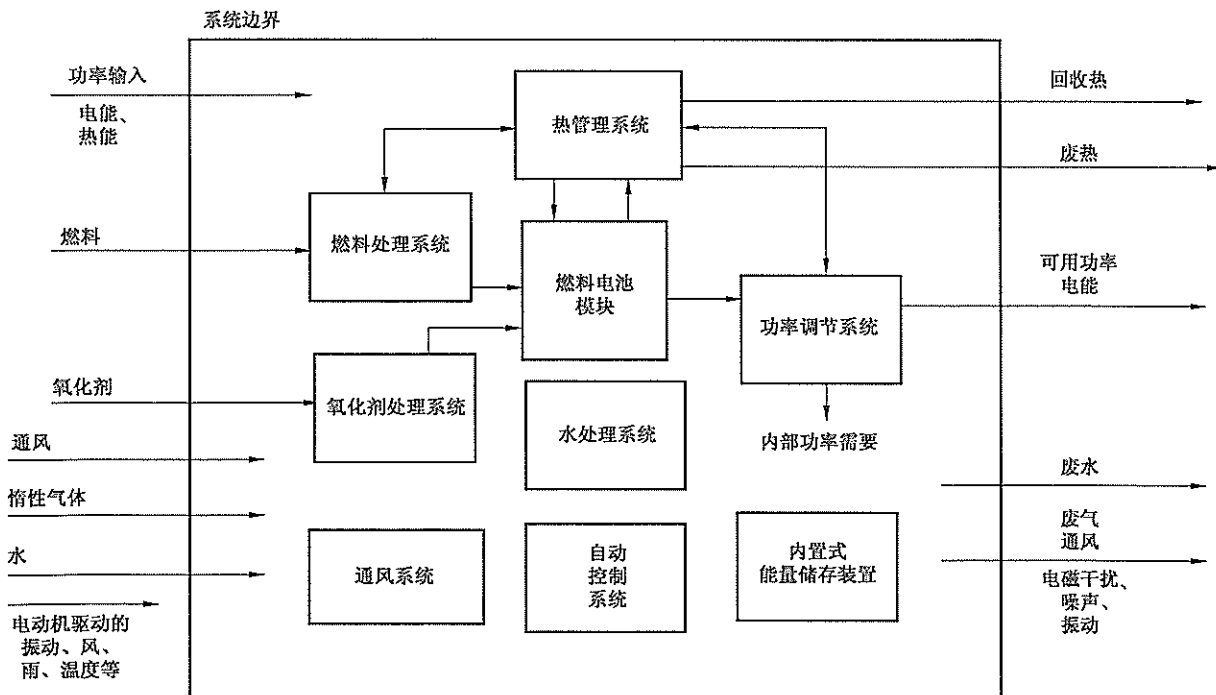 系统边界
功率输入
电能、
热能
燃料
氧化剂
通风
惰性气体
水
电动机驱动的
振动、风、
雨、温度等
热管理系统
燃料处理系统
燃料电池
模块
功率调节系统
氧化剂处理系统
水处理系统
内部功率需要
通风系统
自动
控制
系统
内置式
能量储存装置
回收热
废热
可用功率
电能
废水
废气
通风
电磁干扰、
噪声、
振动